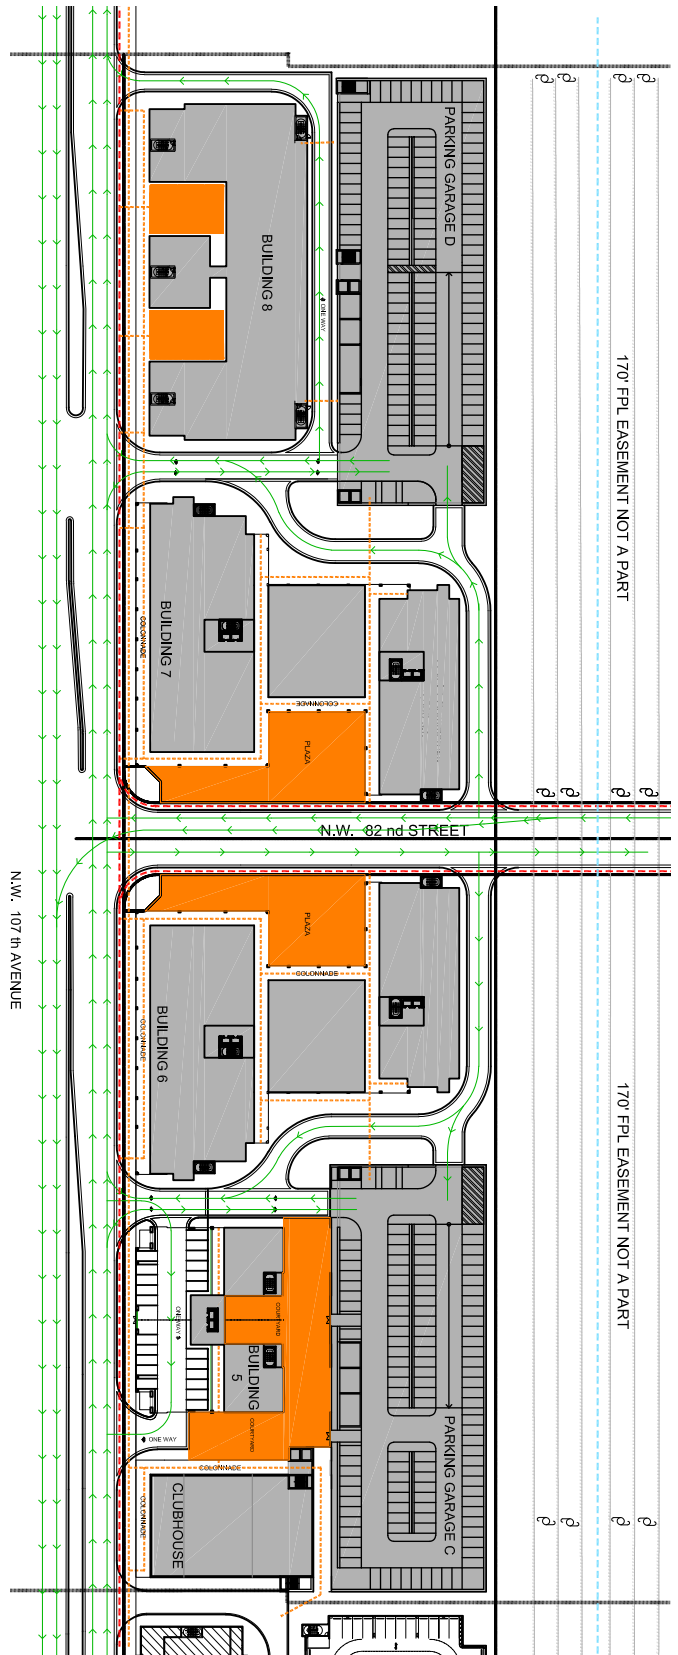 PARKING GARAGE D
BUILDING 8
ONE WAY
170' FPL EASEMENT NOT A PART
BUILDING 7
COLONNADE
COLONNADE
PLAZA
N.W. 82 nd STREET
N.W. 107 th AVENUE
PLAZA
COLONNADE
COLONNADE
BUILDING 6
170' FPL EASEMENT NOT A PART
ONE WAY
COURTYARD
BUILDING
5
COURTYARD
ONE WAY
PARKING GARAGE C
COLONNADE
COLONNADE
CLUBHOUSE